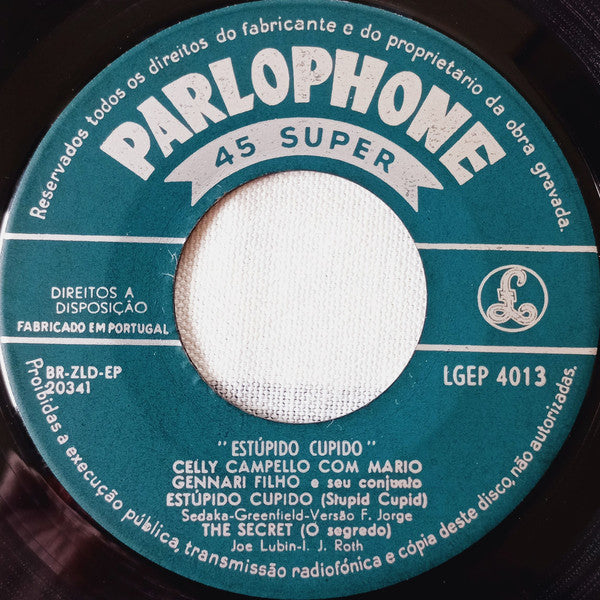 Reservados todos os direitos do fabricante e do proprietário da obra gravada.
PARLOPHONE
45 SUPER
DIREITOS A
DISPOSIÇÃO
FABRICADO EM PORTUGAL
£
BR-ZLD-EP
20341
LGEP 4013
"ESTÚPIDO CUPIDO"
CELLY CAMPELLO COM MARIO
GENNARI FILHO e seu conjunto
ESTÚPIDO CUPIDO (Stupid Cupid)
Sedaka-Greenfield-Versão F. Jorge
THE SECRET (O segredo)
Joe Lubin-I. J. Roth
Proibidas a execução pública, transmissão radiofónica e cópia deste disco, não autorizadas.